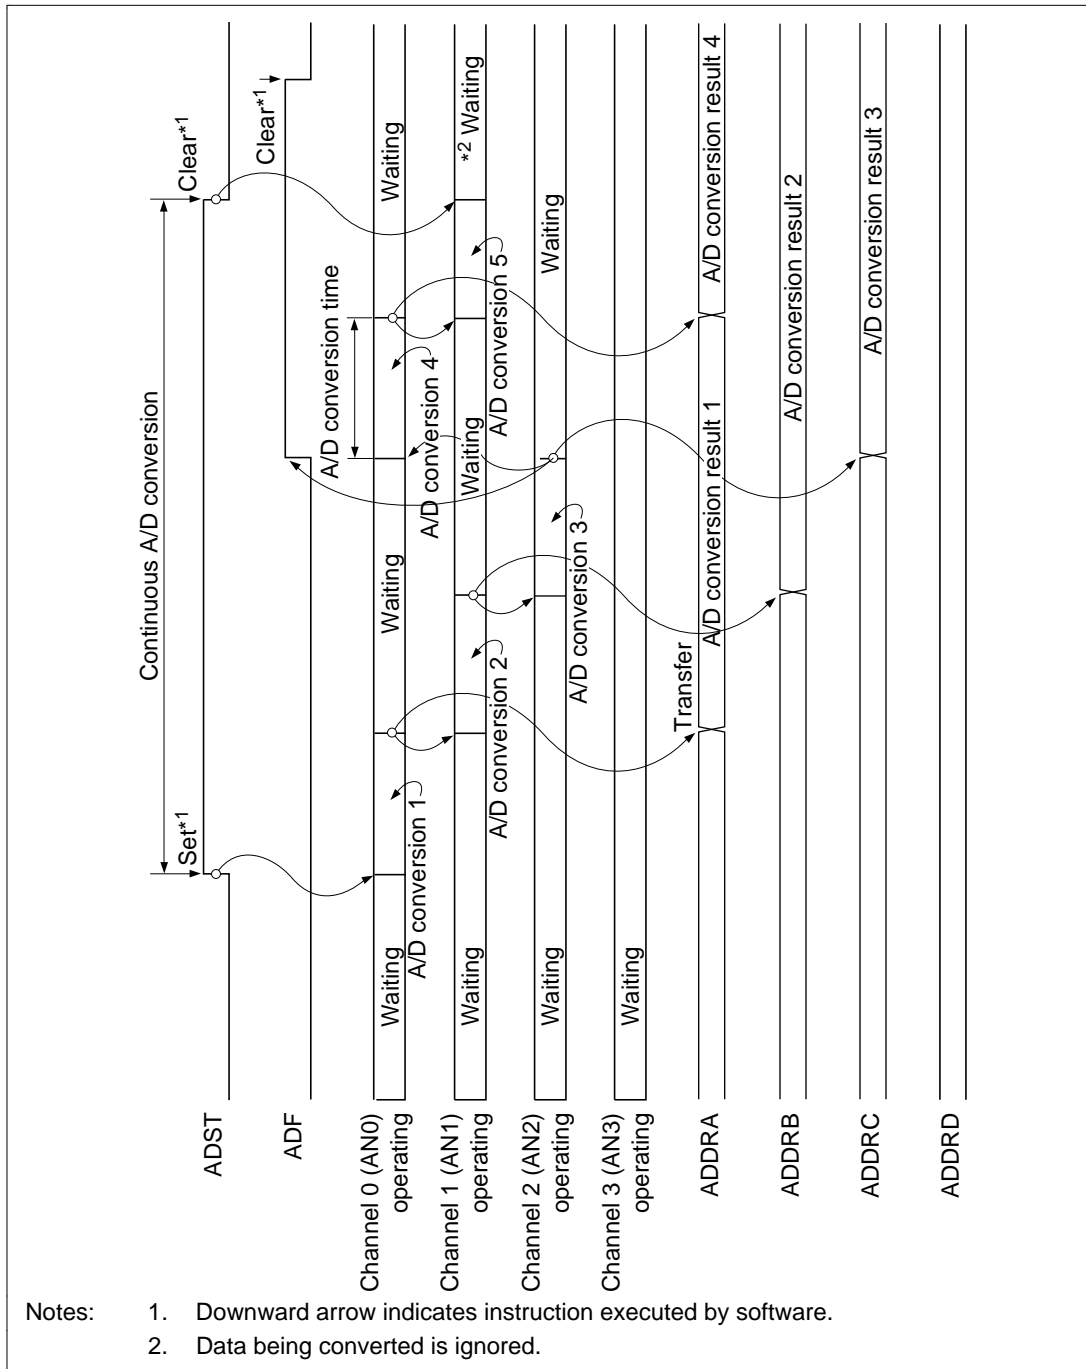 ADST
Set*1
Continuous A/D conversion
Clear*1
ADF
Clear*1
A/D conversion time
Channel 0 (AN0)
operating
Waiting
A/D conversion 1
Waiting
A/D conversion 4
Waiting
Channel 1 (AN1)
operating
Waiting
A/D conversion 2
Waiting
A/D conversion 5
*2 Waiting
Channel 2 (AN2)
operating
Waiting
A/D conversion 3
Waiting
Channel 3 (AN3)
operating
Waiting
ADDRA
Transfer
A/D conversion result 1
A/D conversion result 4
ADDRB
A/D conversion result 2
ADDRC
A/D conversion result 3
ADDRD
Notes: 1. Downward arrow indicates instruction executed by software.
2. Data being converted is ignored.